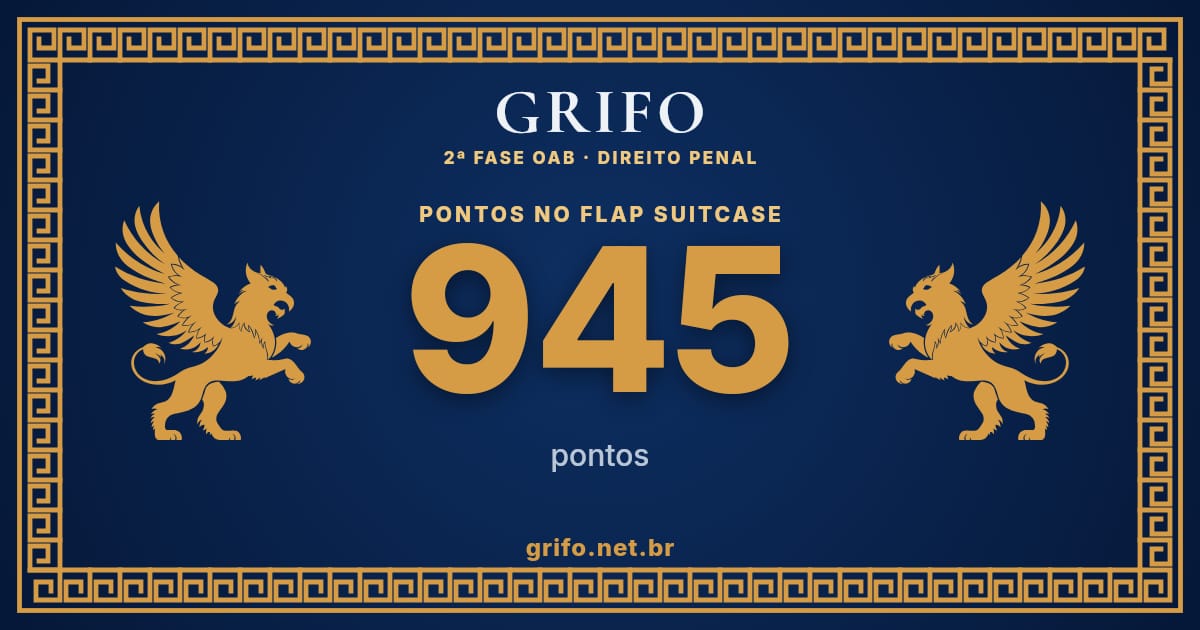 GRIFO
2ª FASE OAB · DIREITO PENAL
PONTOS NO FLAP SUITCASE
945
pontos
grifo.net.br